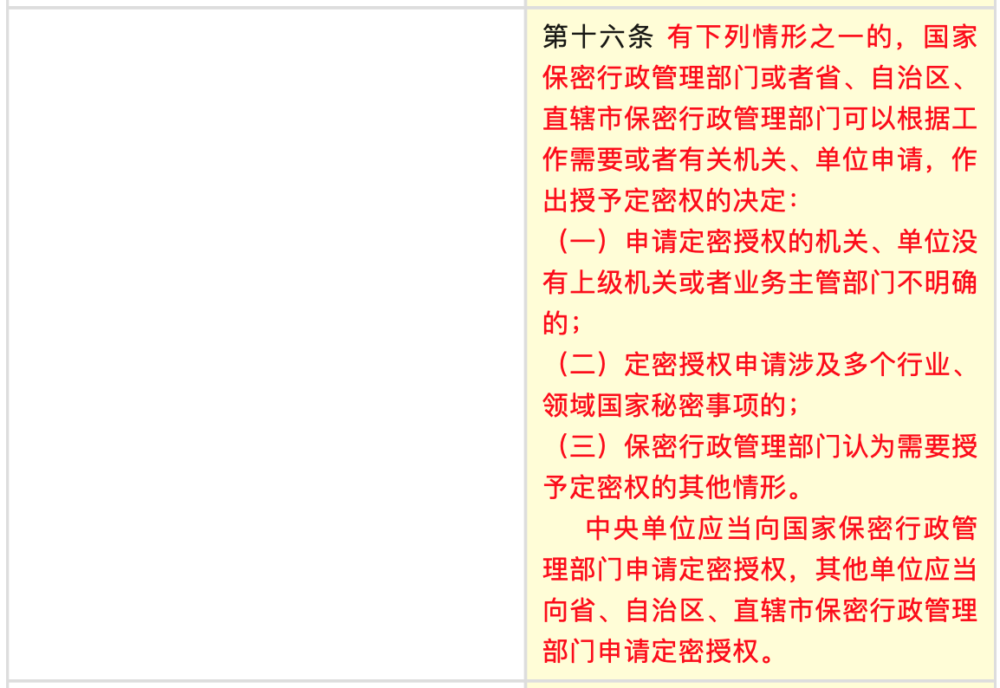 第十六条 有下列情形之一的，国家
保密行政管理部门或者省、自治区、
直辖市保密行政管理部门可以根据工
作需要或者有关机关、单位申请，作
出授予定密权的决定：
（一）申请定密授权的机关、单位没
有上级机关或者业务主管部门不明确
的；
（二）定密授权申请涉及多个行业、
领域国家秘密事项的；
（三）保密行政管理部门认为需要授
予定密权的其他情形。
中央单位应当向国家保密行政管
理部门申请定密授权，其他单位应当
向省、自治区、直辖市保密行政管理
部门申请定密授权。